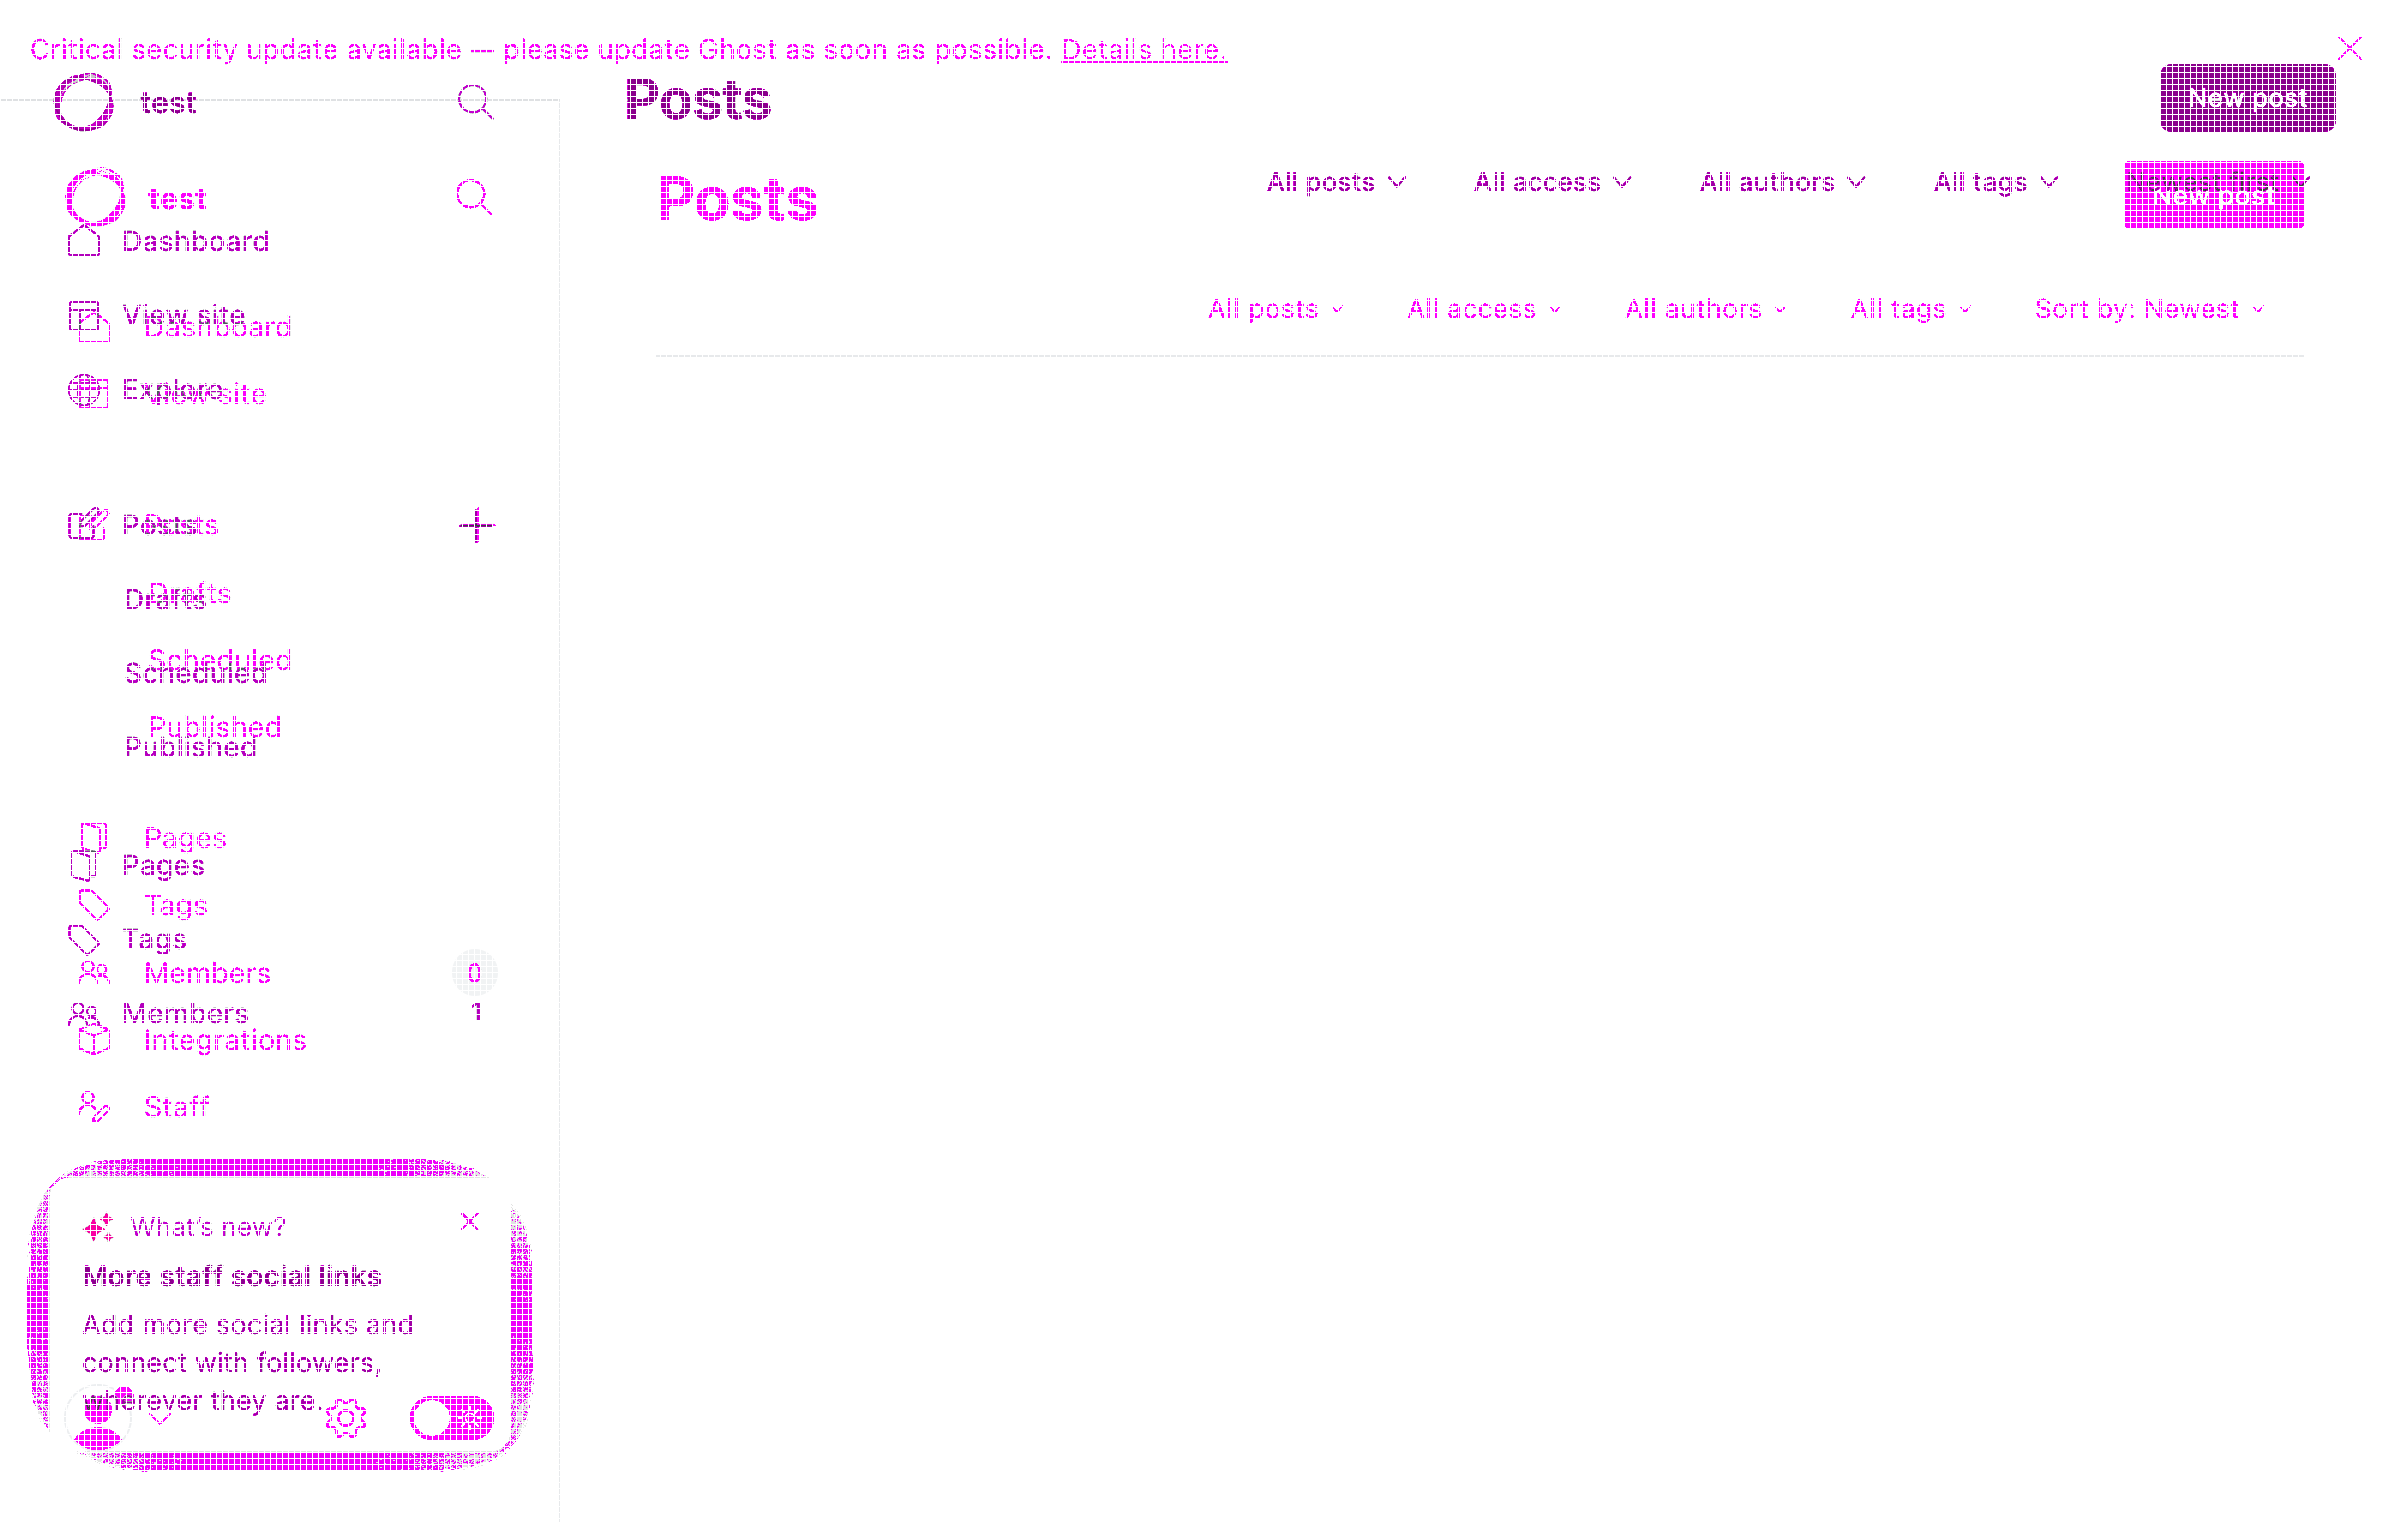 Critical security update available — please update Ghost as soon as possible. Details here.
test
Posts
New post
test
Posts
All posts
All access
All authors
All tags
New post
Dashboard
View site
Dashboard
All posts
All access
All authors
All tags
Sort by: Newest
Explore
View site
Posts
Posts
Drafts
Drafts
Scheduled
Scheduled
Published
Published
Pages
Pages
Tags
Tags
Members
0
Members
1
Integrations
Staff
What's new?
More staff social links
Add more social links and
connect with followers,
wherever they are.